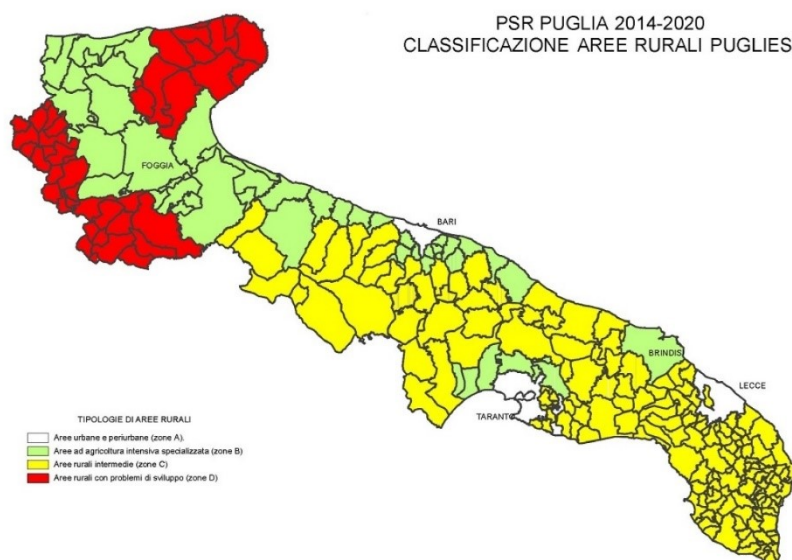 PSR PUGLIA 2014-2020
CLASSIFICAZIONE AREE RURALI PUGLIES
FOGGIA
BARI
BRINDISI
LECCE
TARANTO
TIPOLOGIE DI AREE RURALI
Aree urbane e periurbane (zone A).
Aree ad agricoltura intensiva specializzata (zone B)
Aree rurali intermedie (zone C)
Aree rurali con problemi di sviluppo (zone D)